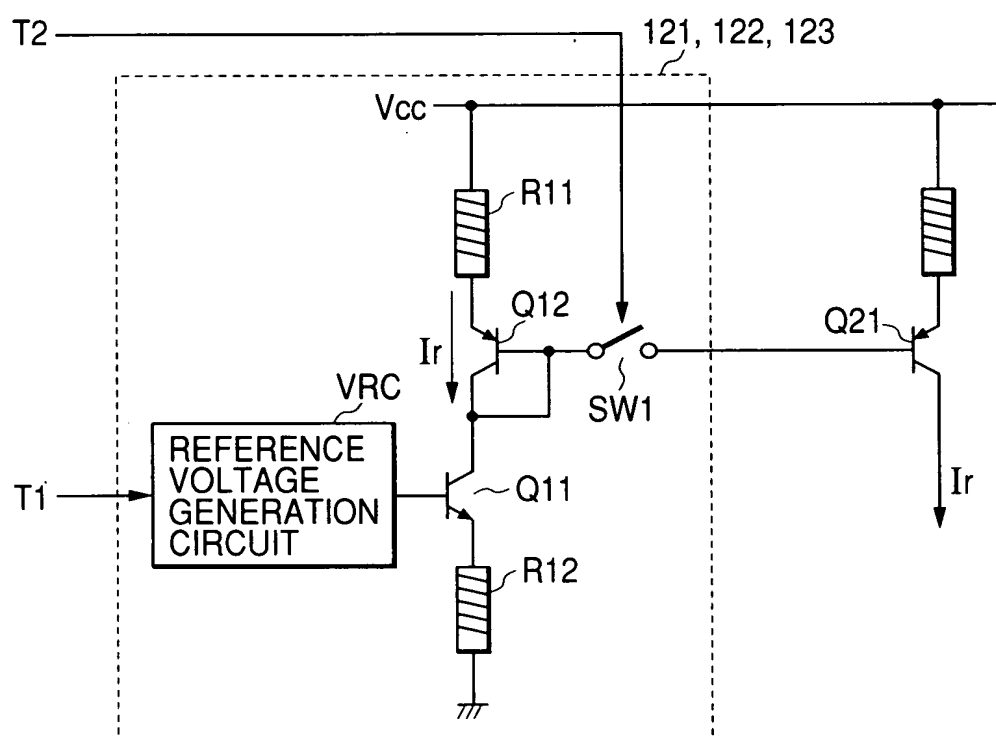 T2
121, 122, 123
Vcc
R11
Q12
Q21
Ir
SW1
VRC
REFERENCE
VOLTAGE
GENERATION
CIRCUIT
T1
Q11
Ir
R12